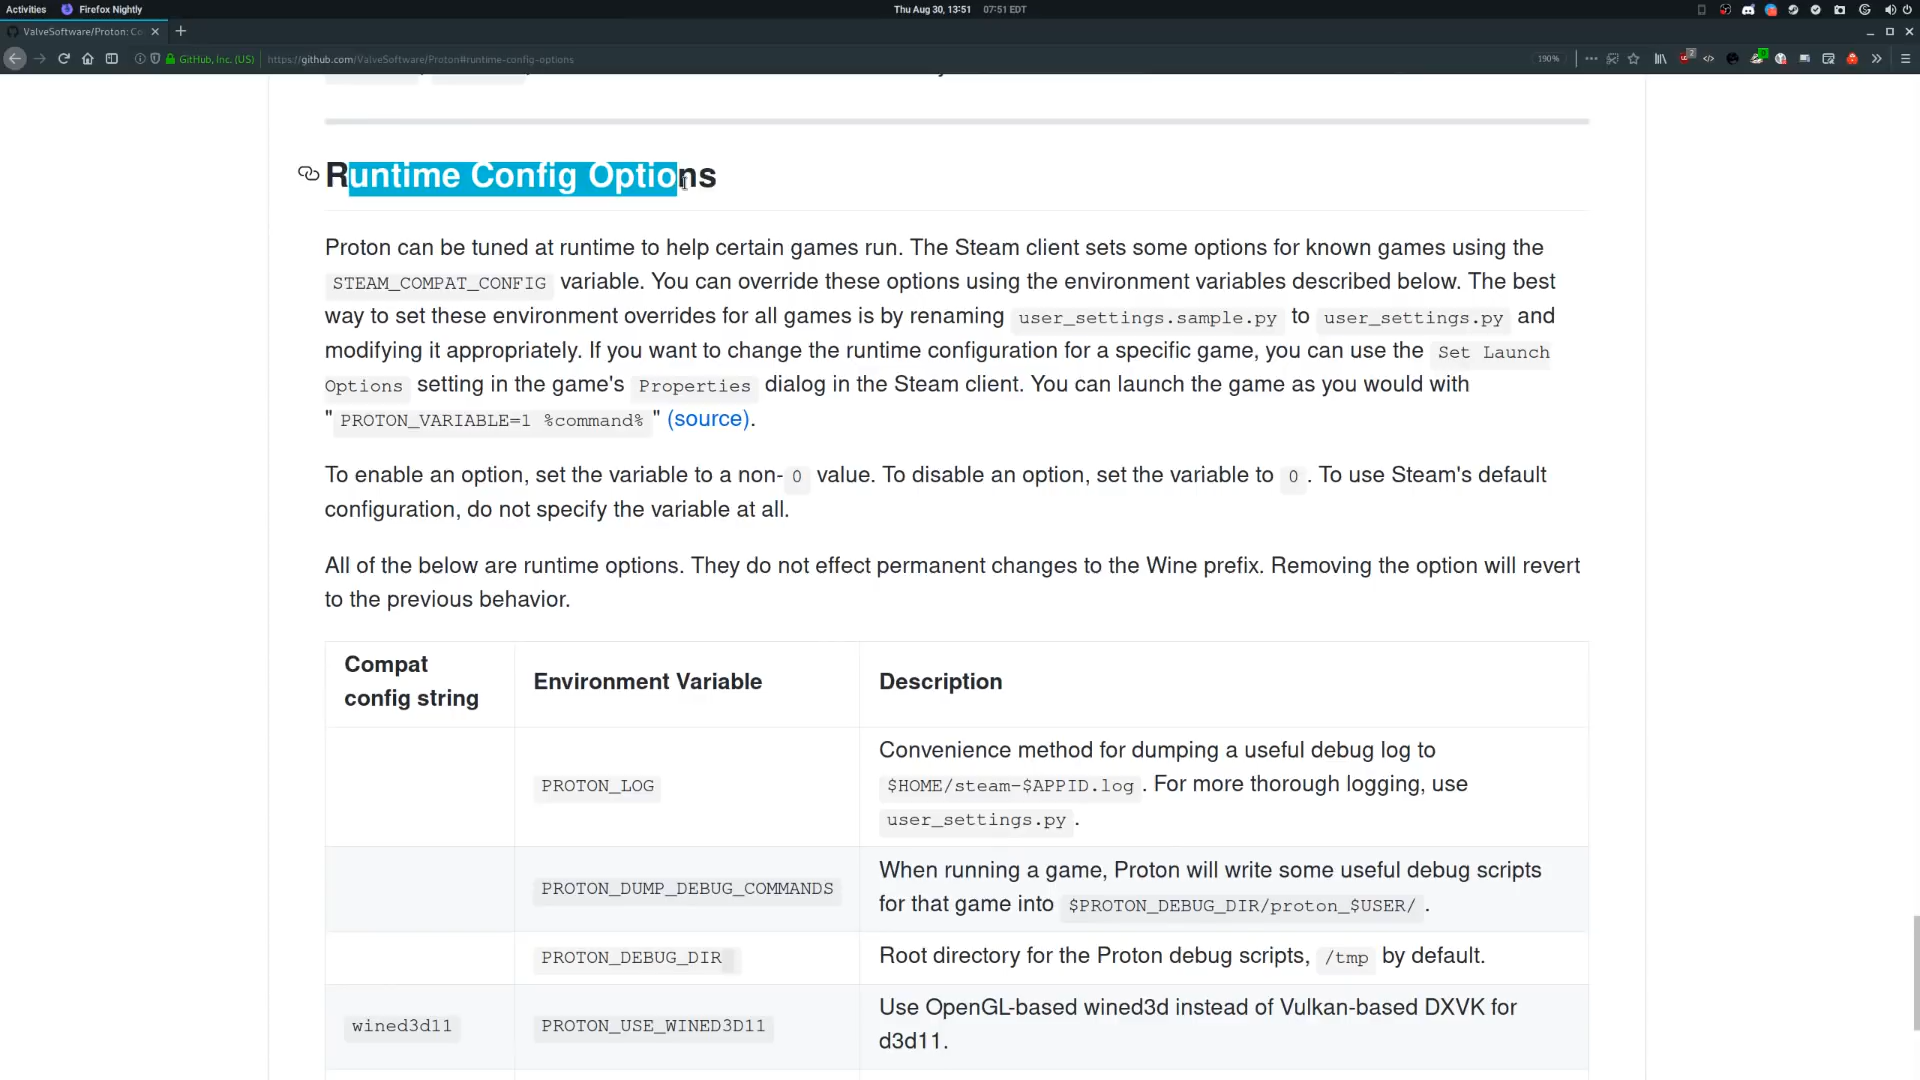 Activities Firefox Nightly Thu Aug 30, 13:51 07:51 EDT
ValveSoftware/Proton: Co
GitHub, Inc. (US) https://github.com/ValveSoftware/Proton#runtime-config-options 190%
Runtime Config Options
Proton can be tuned at runtime to help certain games run. The Steam client sets some options for known games using the
STEAM_COMPAT_CONFIG variable. You can override these options using the environment variables described below. The best
way to set these environment overrides for all games is by renaming user_settings.sample.py to user_settings.py and
modifying it appropriately. If you want to change the runtime configuration for a specific game, you can use the Set Launch
Options setting in the game's Properties dialog in the Steam client. You can launch the game as you would with
"PROTON_VARIABLE=1 %command%" (source).
To enable an option, set the variable to a non-0 value. To disable an option, set the variable to 0. To use Steam's default
configuration, do not specify the variable at all.
All of the below are runtime options. They do not effect permanent changes to the Wine prefix. Removing the option will revert
to the previous behavior.
Compat
config string
Environment Variable
Description
PROTON_LOG
Convenience method for dumping a useful debug log to
$HOME/steam-$APPID.log. For more thorough logging, use
user_settings.py.
PROTON_DUMP_DEBUG_COMMANDS
When running a game, Proton will write some useful debug scripts
for that game into $PROTON_DEBUG_DIR/proton_$USER/.
PROTON_DEBUG_DIR
Root directory for the Proton debug scripts, /tmp by default.
wined3d11
PROTON_USE_WINED3D11
Use OpenGL-based wined3d instead of Vulkan-based DXVK for
d3d11.